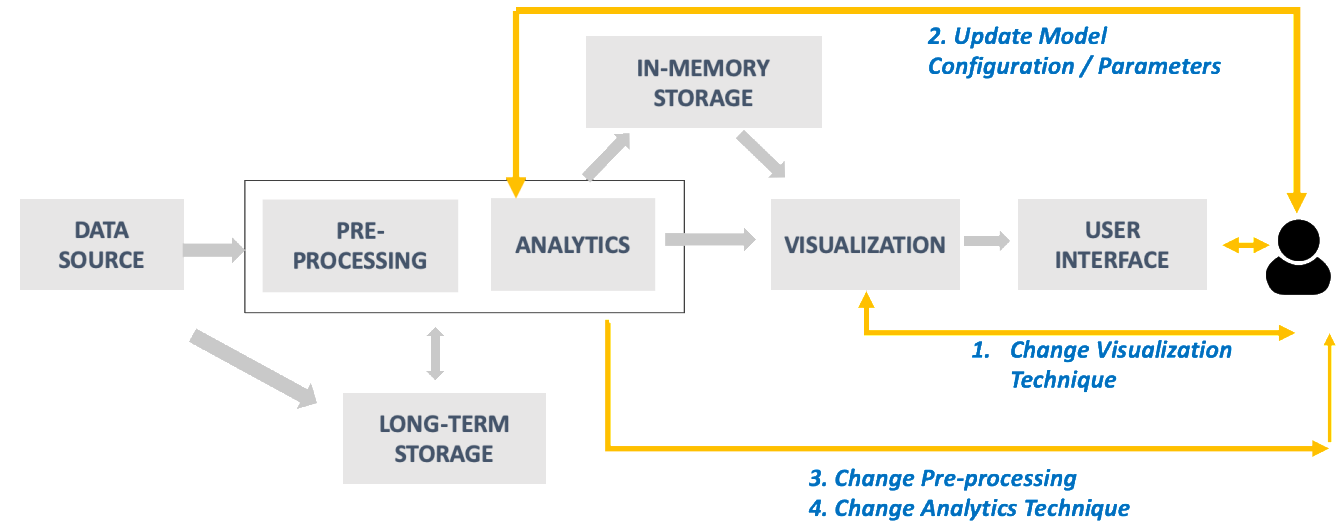 2. Update Model
Configuration / Parameters
IN-MEMORY
STORAGE
DATA
SOURCE
PRE-
PROCESSING
ANALYTICS
VISUALIZATION
USER
INTERFACE
1. Change Visualization
Technique
LONG-TERM
STORAGE
3. Change Pre-processing
4. Change Analytics Technique